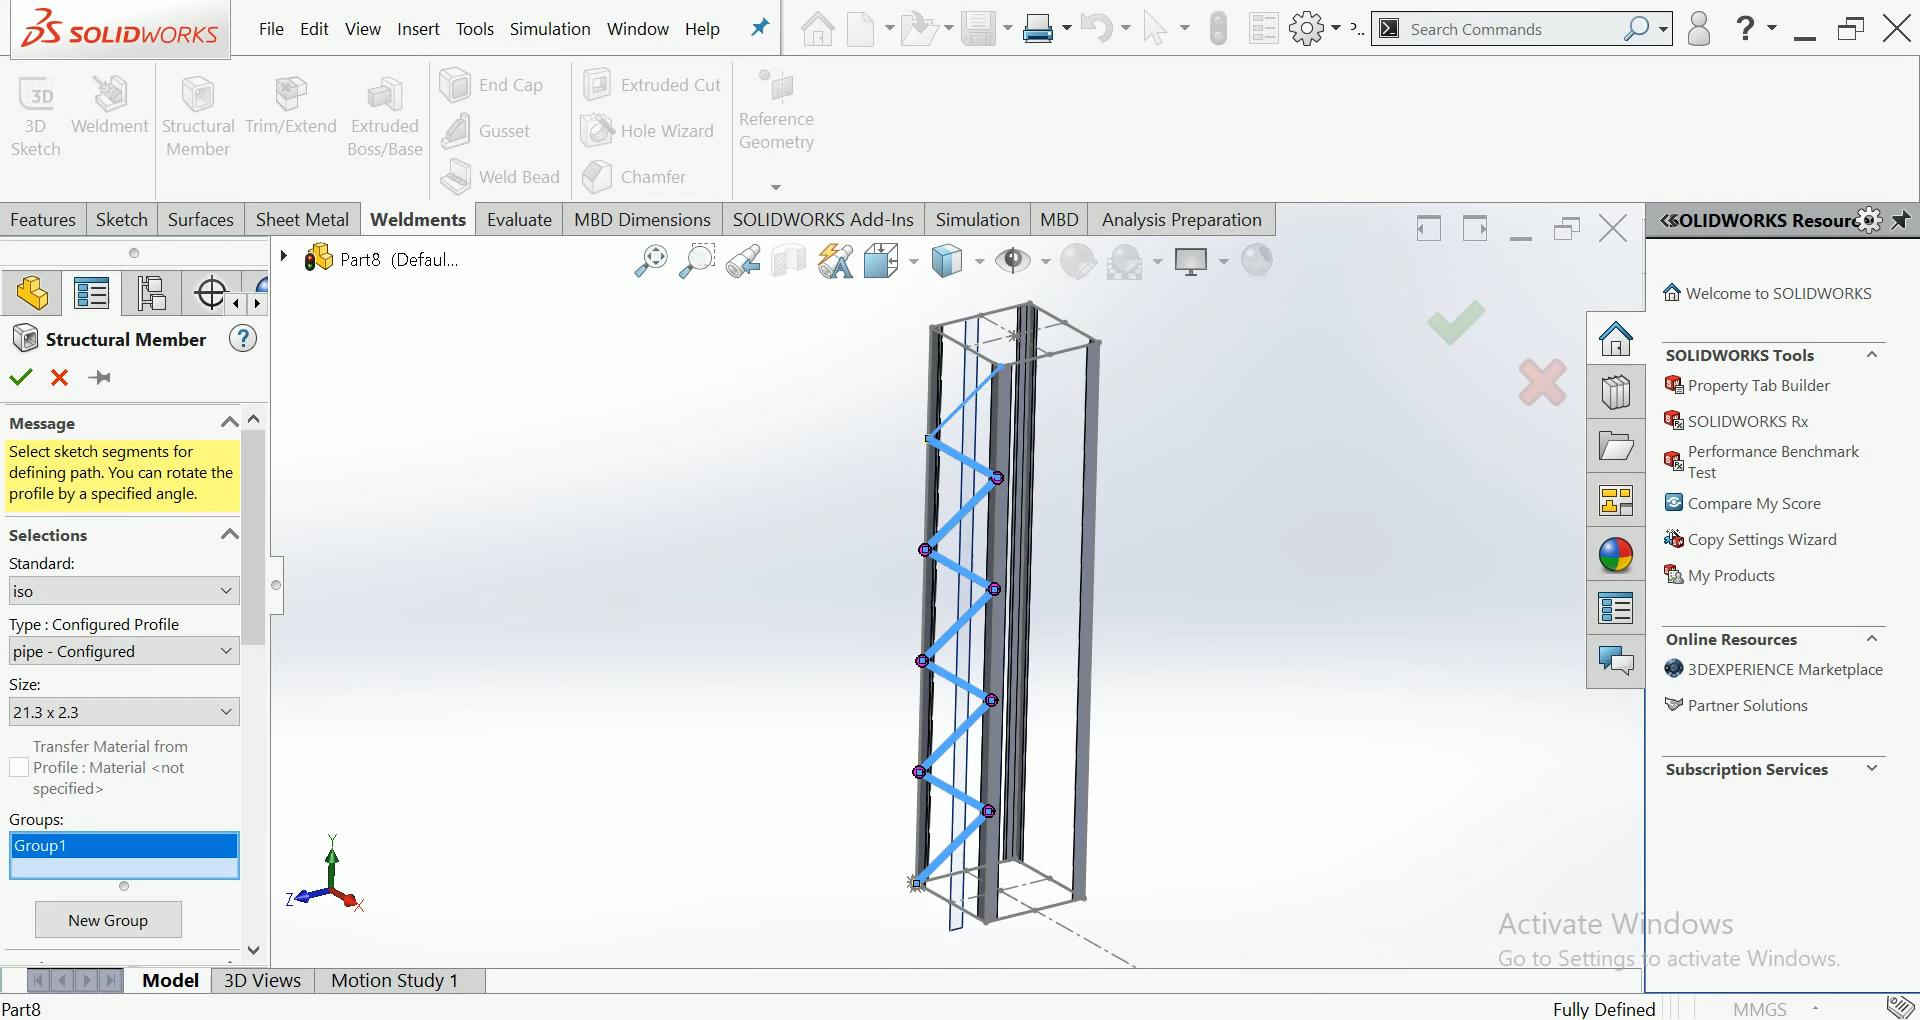 SOLIDWORKS File Edit View Insert Tools Simulation Window Help P.. Search Commands ?
3D Sketch
Weldment
Structural Member
Trim/Extend
Extruded Boss/Base
End Cap
Gusset
Weld Bead
Extruded Cut
Hole Wizard
Chamfer
Reference Geometry
Features Sketch Surfaces Sheet Metal Weldments Evaluate MBD Dimensions SOLIDWORKS Add-Ins Simulation MBD Analysis Preparation
Part8 (Defaul...
Structural Member ?
Message
Select sketch segments for
defining path. You can rotate the
profile by a specified angle.
Selections
Standard:
iso
Type : Configured Profile
pipe - Configured
Size:
21.3 x 2.3
Transfer Material from
Profile : Material <not
specified>
Groups:
Group1
New Group
Y
Z
X
OLIDWORKS Resour
Welcome to SOLIDWORKS
SOLIDWORKS Tools
Property Tab Builder
SOLIDWORKS Rx
Performance Benchmark
Test
Compare My Score
Copy Settings Wizard
My Products
Online Resources
3DEXPERIENCE Marketplace
Partner Solutions
Subscription Services
Activate Windows
Go to Settings to activate Windows.
Model 3D Views Motion Study 1
Part8 Fully Defined MMGS